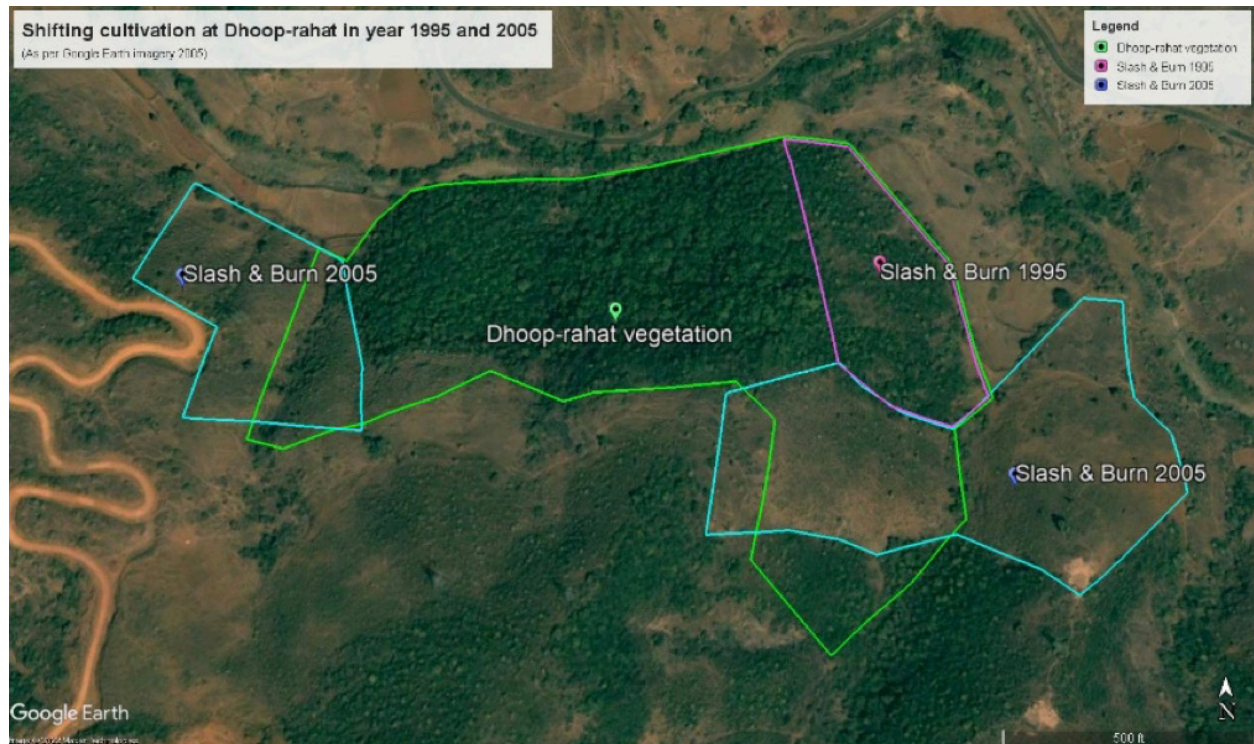 Shifting cultivation at Dhoop-rahat in year 1995 and 2005
(As per Google Earth imagery 2005)
Legend
Dhoop-rahat vegetation
Slash & Burn 1995
Slash & Burn 2005
Slash & Burn 2005
Slash & Burn 1995
Dhoop-rahat vegetation
Slash & Burn 2005
Google Earth
N
500 ft